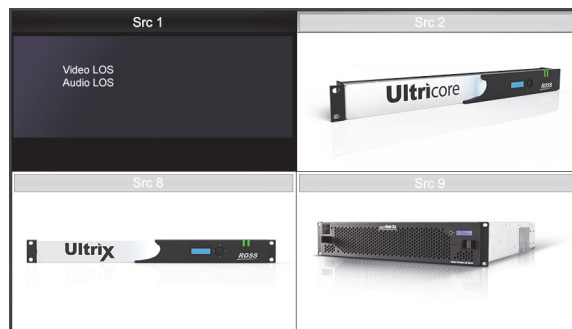 Src 1
Src 2
Video LOS
Audio LOS
Ultricore
ROSS
Src 8
Src 9
Ultrix
ROSS